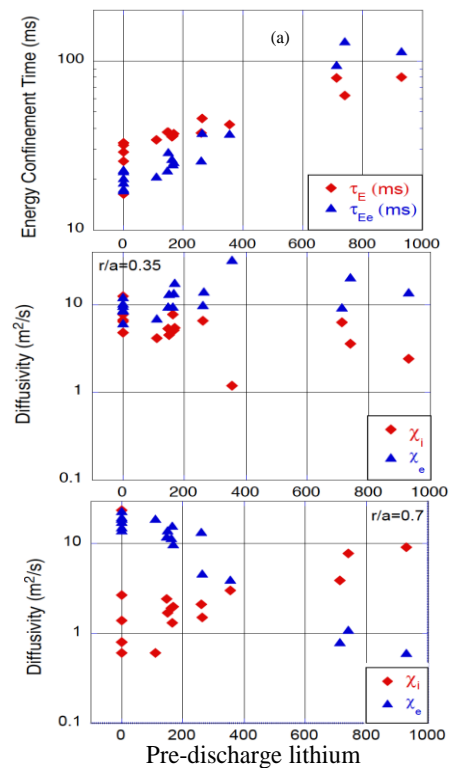 (a)
Energy Confinement Time (ms)
100
10
τE (ms)
τEe (ms)
0 200 400 600 800 1000
r/a=0.35
Diffusivity (m²/s)
100
10
1
0.1
χi
χe
0 200 400 600 800 1000
r/a=0.7
Diffusivity (m²/s)
10
1
0.1
χi
χe
0 200 400 600 800 1000
Pre-discharge lithium